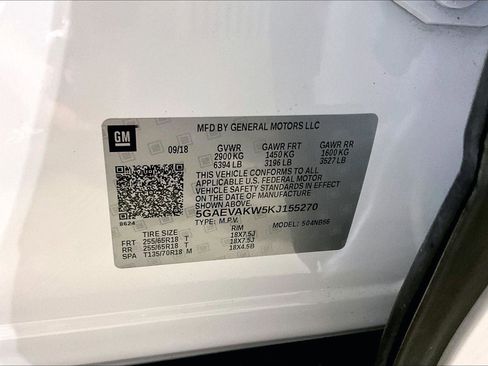 GM
MFD BY GENERAL MOTORS LLC
09/18 GVWR GAWR FRT GAWR RR
2900 KG 1450 KG 1600 KG
6394 LB 3196 LB 3527 LB
THIS VEHICLE CONFORMS TO ALL
APPLICABLE U.S. FEDERAL MOTOR
VEHICLE SAFETY STANDARDS IN EFFECT
ON THE DATE OF MANUFACTURE SHOWN ABOVE.
5GAEVAKW5KJ155270
8624 TYPE: M.P.V. MODEL: 504NB56
TIRE SIZE RIM
FRT 255/65R18 T 18X7.5J
RR 255/65R18 T 18X7.5J
SPA T135/70R18 M 18X4.5B